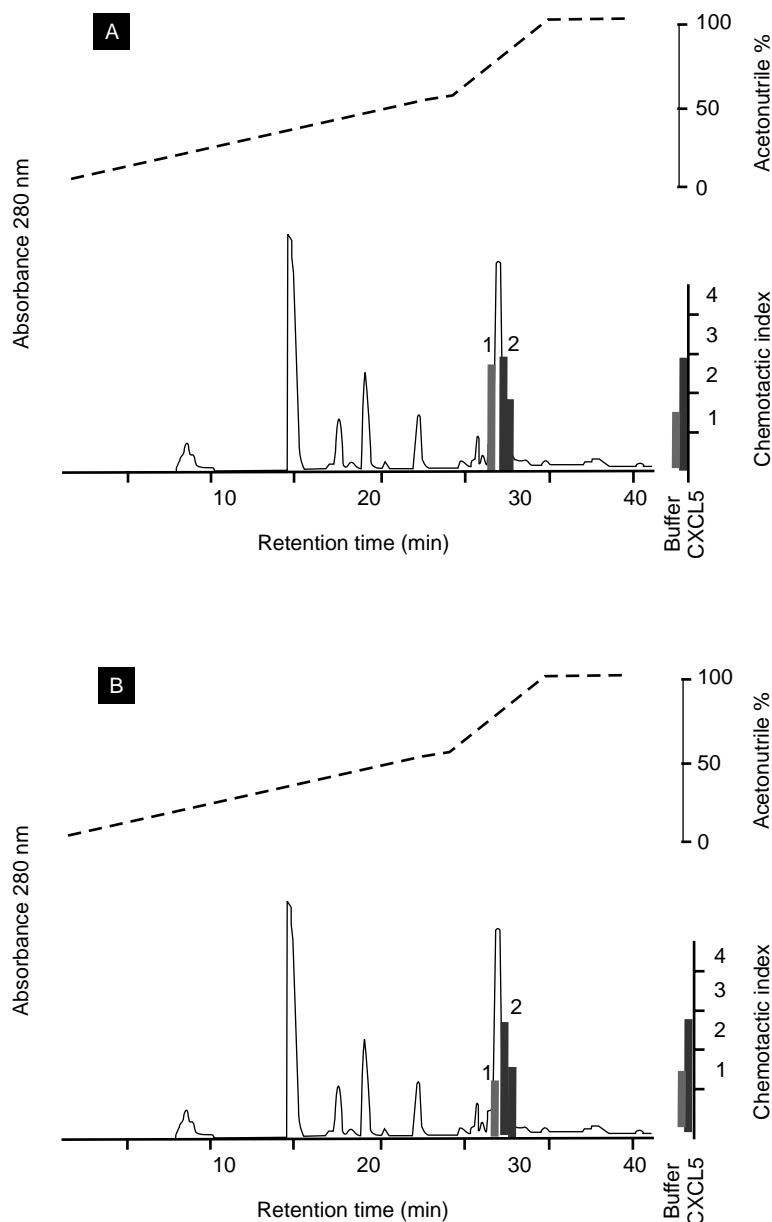 A
100
50
0
Acetonutrile %
Absorbance 280 nm
4
3
2
1
Chemotactic index
1 2
10 20 30 40
Retention time (min)
Buffer
CXCL5
B
100
50
0
Acetonutrile %
Absorbance 280 nm
4
3
2
1
Chemotactic index
2
1
10 20 30 40
Retention time (min)
Buffer
CXCL5